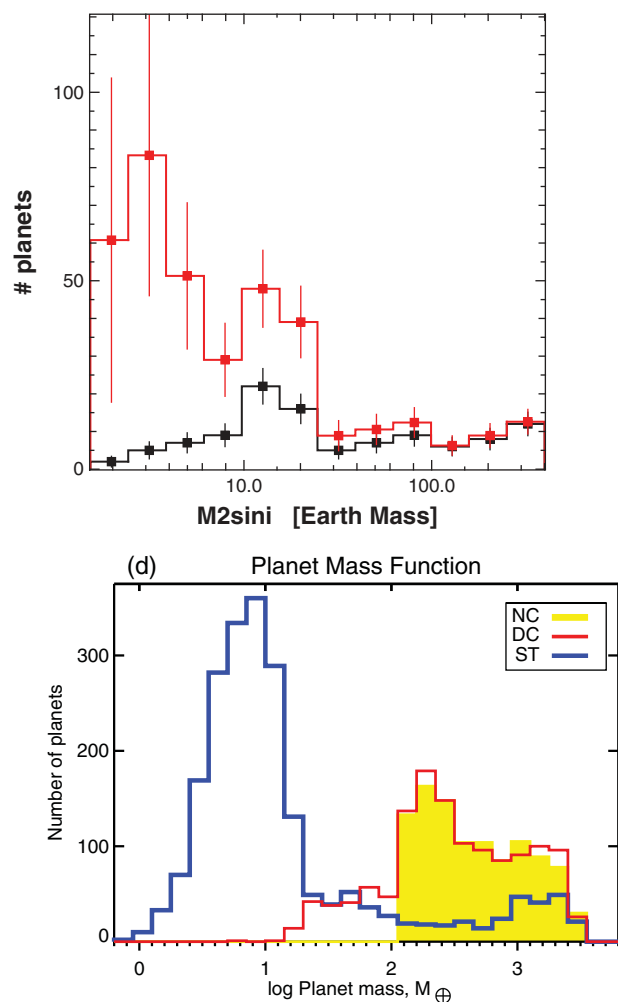 100
50
0
# planets
10.0 100.0
M2sini [Earth Mass]
(d) Planet Mass Function
NC
DC
ST
300
200
100
0
Number of planets
0 1 2 3
log Planet mass, M⊕